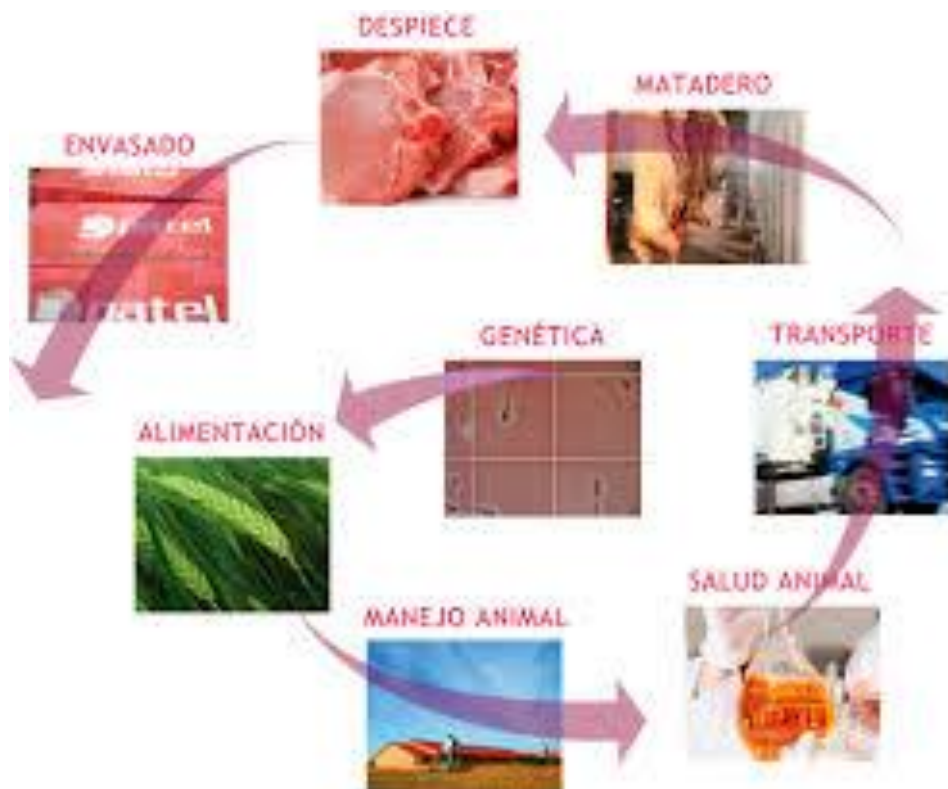 DESPIECE
MATADERO
ENVASADO
GENÉTICA
TRANSPORTE
ALIMENTACIÓN
SALUD ANIMAL
MANEJO ANIMAL